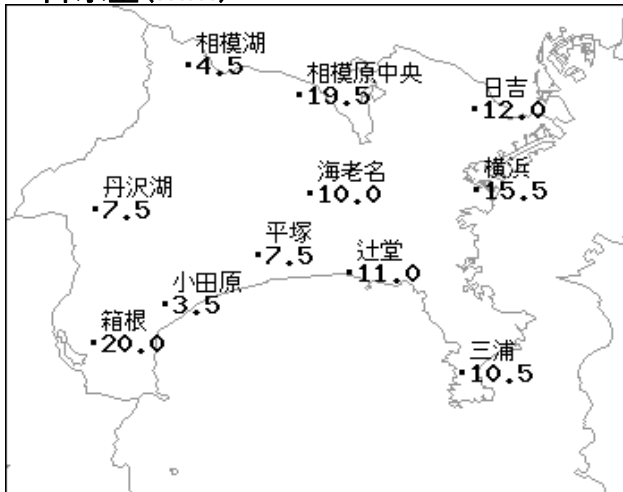 相模湖
4.5
相模原中央
19.5
日吉
12.0
海老名
10.0
横浜
15.5
丹沢湖
7.5
平塚
7.5
辻堂
11.0
小田原
3.5
箱根
20.0
三浦
10.5